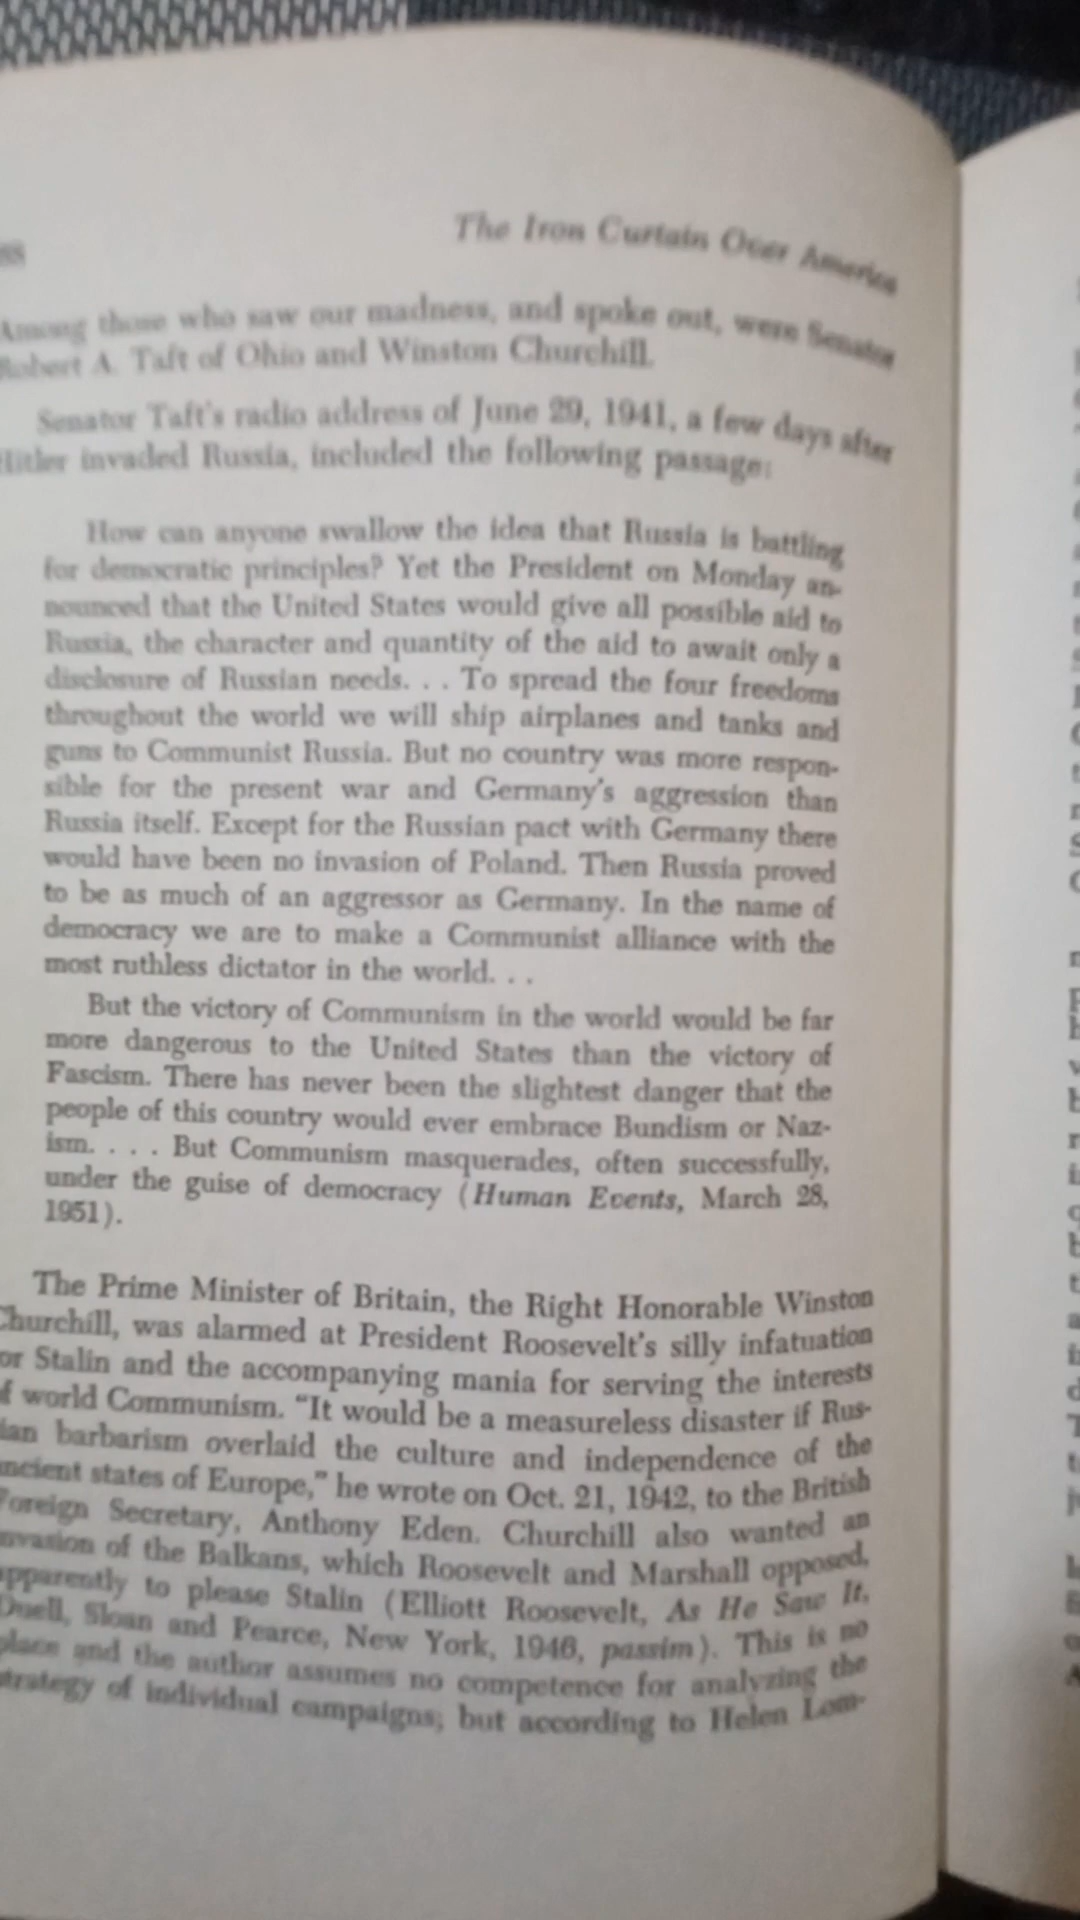 88
The Iron Curtain Over America
Among those who saw our madness, and spoke out, were Senator
Robert A. Taft of Ohio and Winston Churchill.
Senator Taft's radio address of June 29, 1941, a few days after
Hitler invaded Russia, included the following passage:
How can anyone swallow the idea that Russia is battling
for democratic principles? Yet the President on Monday an-
nounced that the United States would give all possible aid to
Russia, the character and quantity of the aid to await only a
disclosure of Russian needs. . . To spread the four freedoms
throughout the world we will ship airplanes and tanks and
guns to Communist Russia. But no country was more respon-
sible for the present war and Germany's aggression than
Russia itself. Except for the Russian pact with Germany there
would have been no invasion of Poland. Then Russia proved
to be as much of an aggressor as Germany. In the name of
democracy we are to make a Communist alliance with the
most ruthless dictator in the world. . .
But the victory of Communism in the world would be far
more dangerous to the United States than the victory of
Fascism. There has never been the slightest danger that the
people of this country would ever embrace Bundism or Naz-
ism. . . . But Communism masquerades, often successfully,
under the guise of democracy (Human Events, March 28,
1951).
The Prime Minister of Britain, the Right Honorable Winston
Churchill, was alarmed at President Roosevelt's silly infatuation
for Stalin and the accompanying mania for serving the interests
of world Communism. "It would be a measureless disaster if Rus-
sian barbarism overlaid the culture and independence of the
ancient states of Europe," he wrote on Oct. 21, 1942, to the British
Foreign Secretary, Anthony Eden. Churchill also wanted an
invasion of the Balkans, which Roosevelt and Marshall opposed,
apparently to please Stalin (Elliott Roosevelt, As He Saw It,
Duell, Sloan and Pearce, New York, 1946, passim). This is no
place and the author assumes no competence for analyzing the
strategy of individual campaigns; but according to Helen Lom-